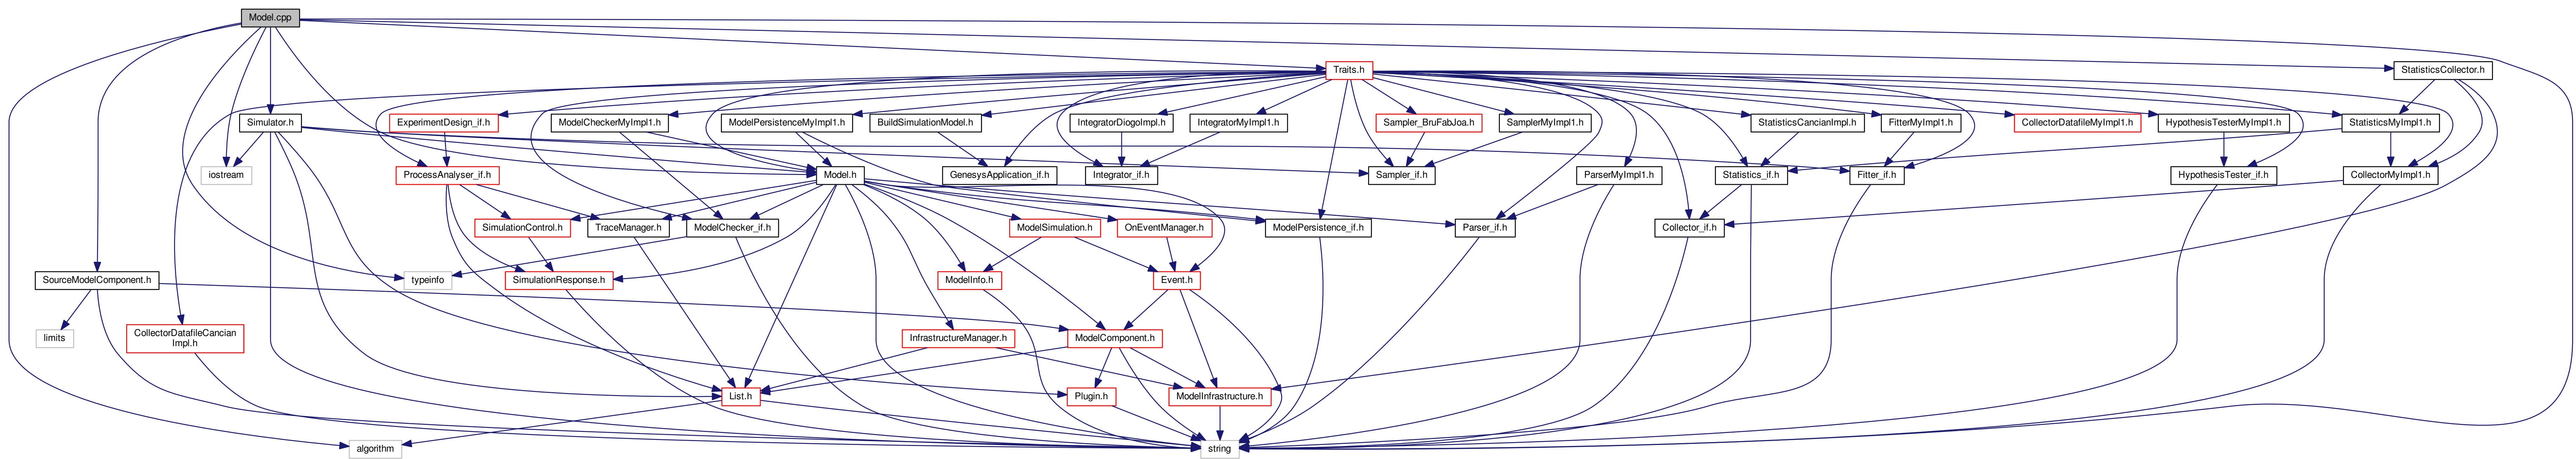 Model.cpp
Traits.h
StatisticsCollector.h
Simulator.h
ExperimentDesign_if.h
ModelCheckerMyImpl1.h
ModelPersistenceMyImpl1.h
BuildSimulationModel.h
IntegratorDiogoImpl.h
IntegratorMyImpl1.h
Sampler_BruFabJoa.h
SamplerMyImpl1.h
StatisticsCancianImpl.h
FitterMyImpl1.h
CollectorDatafileMyImpl1.h
HypothesisTesterMyImpl1.h
StatisticsMyImpl1.h
iostream
ProcessAnalyser_if.h
Model.h
GenesysApplication_if.h
Integrator_if.h
Sampler_if.h
ParserMyImpl1.h
Statistics_if.h
Fitter_if.h
HypothesisTester_if.h
CollectorMyImpl1.h
SimulationControl.h
TraceManager.h
ModelChecker_if.h
ModelSimulation.h
OnEventManager.h
ModelPersistence_if.h
Parser_if.h
Collector_if.h
SourceModelComponent.h
typeinfo
SimulationResponse.h
ModelInfo.h
Event.h
limits
CollectorDatafileCancian
Impl.h
InfrastructureManager.h
ModelComponent.h
List.h
Plugin.h
ModelInfrastructure.h
algorithm
string